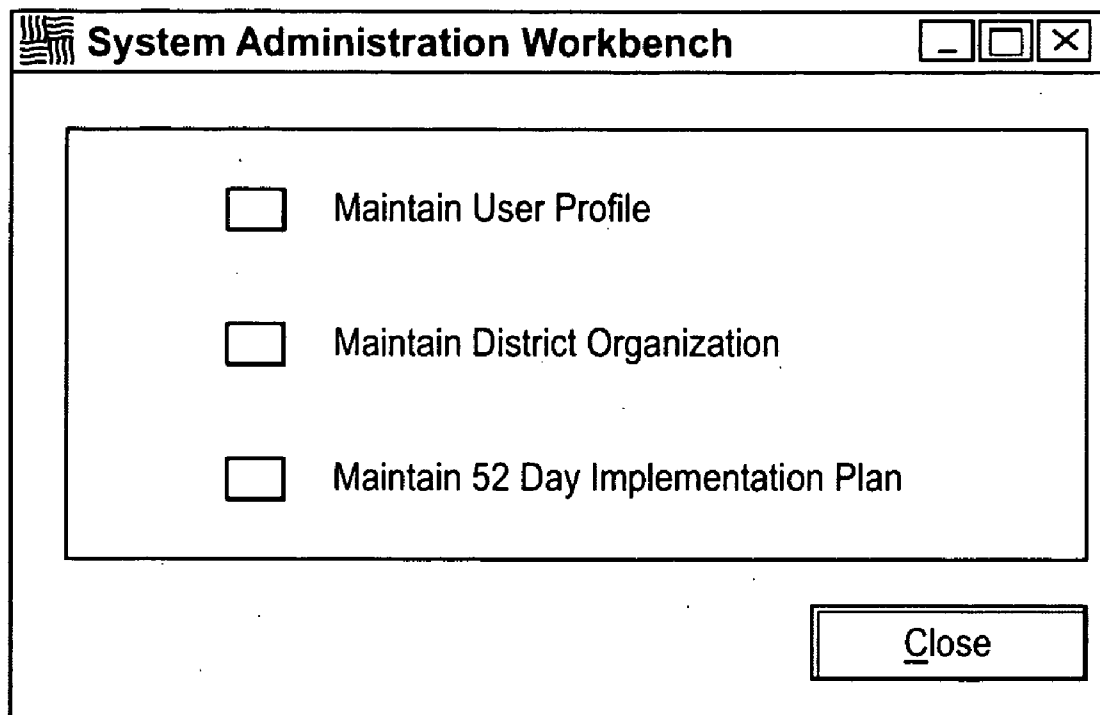 System Administration Workbench
Maintain User Profile
Maintain District Organization
Maintain 52 Day Implementation Plan
Close